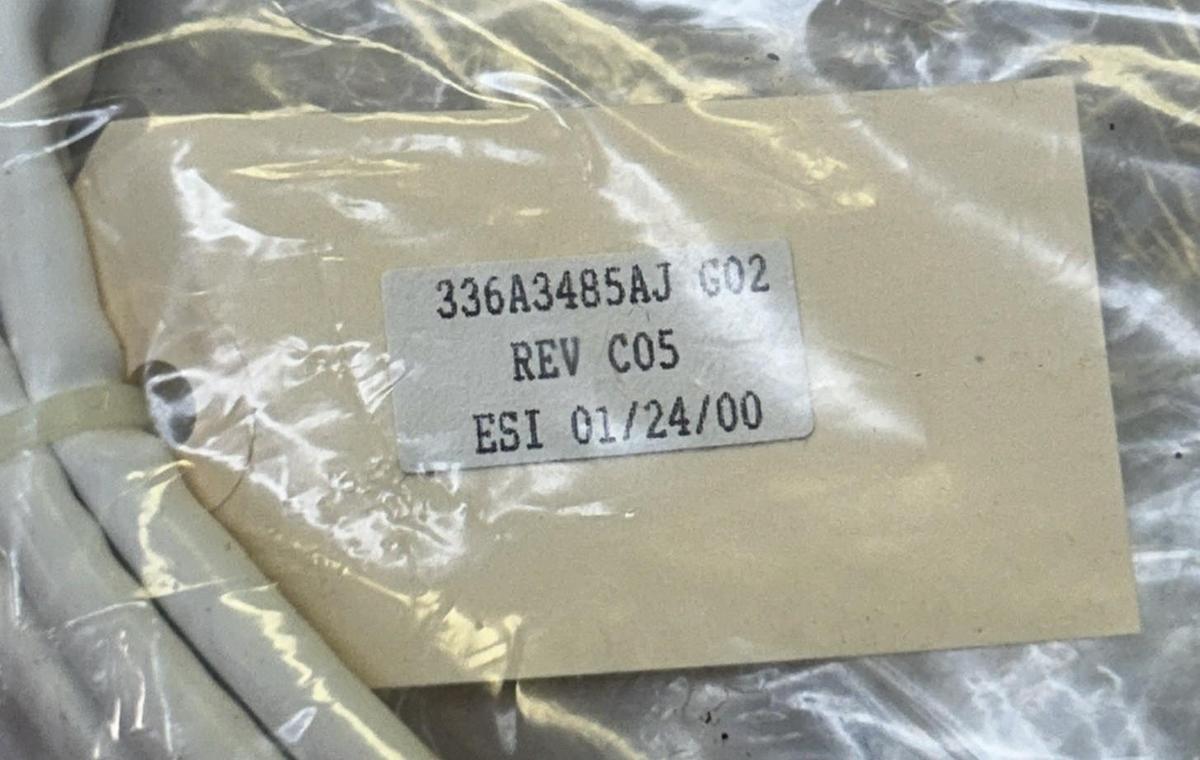 336A3485AJ G02
REV C05
ESI 01/24/00